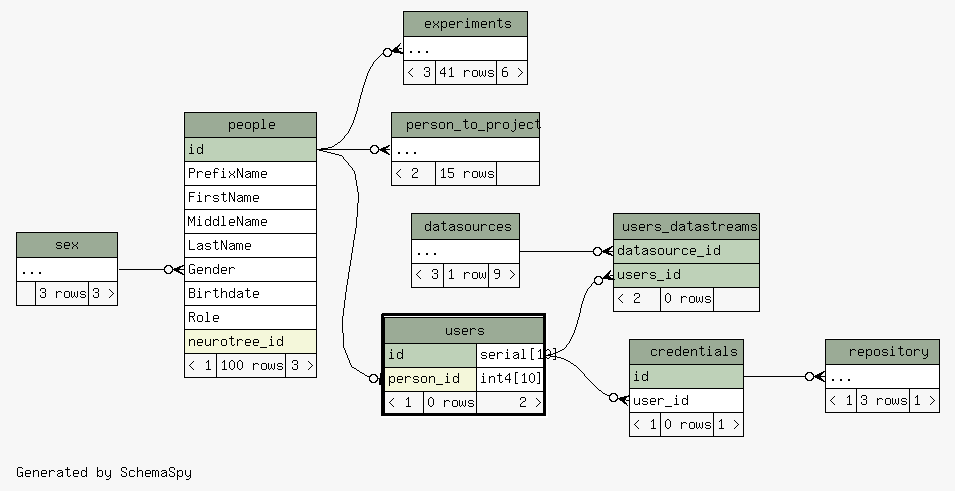 experiments
...
< 3 41 rows 6 >
people
id
PrefixName
FirstName
MiddleName
LastName
Gender
Birthdate
Role
neurotree_id
< 1 100 rows 3 >
person_to_project
...
< 2 15 rows
sex
...
3 rows 3 >
datasources
...
< 3 1 row 9 >
users_datastreams
datasource_id
users_id
< 2 0 rows
users
id serial[10]
person_id int4[10]
< 1 0 rows 2 >
credentials
id
user_id
< 1 0 rows 1 >
repository
...
< 1 3 rows 1 >
Generated by SchemaSpy